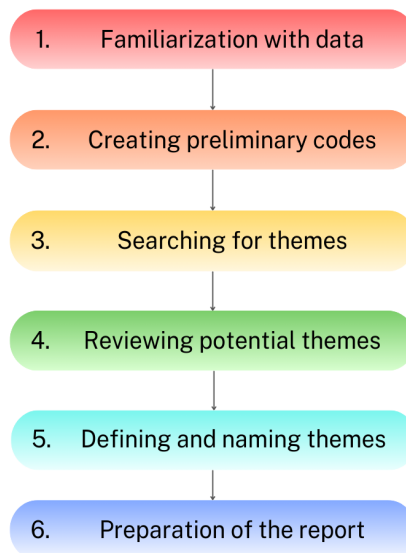 1. Familiarization with data
2. Creating preliminary codes
3. Searching for themes
4. Reviewing potential themes
5. Defining and naming themes
6. Preparation of the report